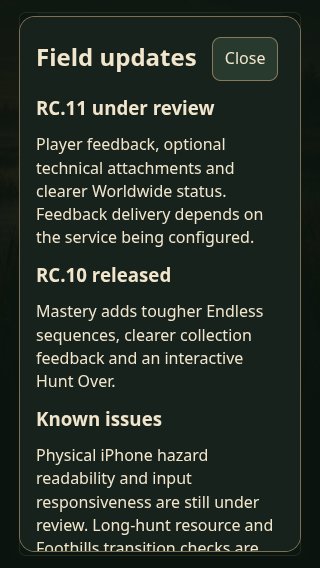 Field updates
Close
RC.11 under review
Player feedback, optional
technical attachments and
clearer Worldwide status.
Feedback delivery depends on
the service being configured.
RC.10 released
Mastery adds tougher Endless
sequences, clearer collection
feedback and an interactive
Hunt Over.
Known issues
Physical iPhone hazard
readability and input
responsiveness are still under
review. Long-hunt resource and
Foothills transition checks are